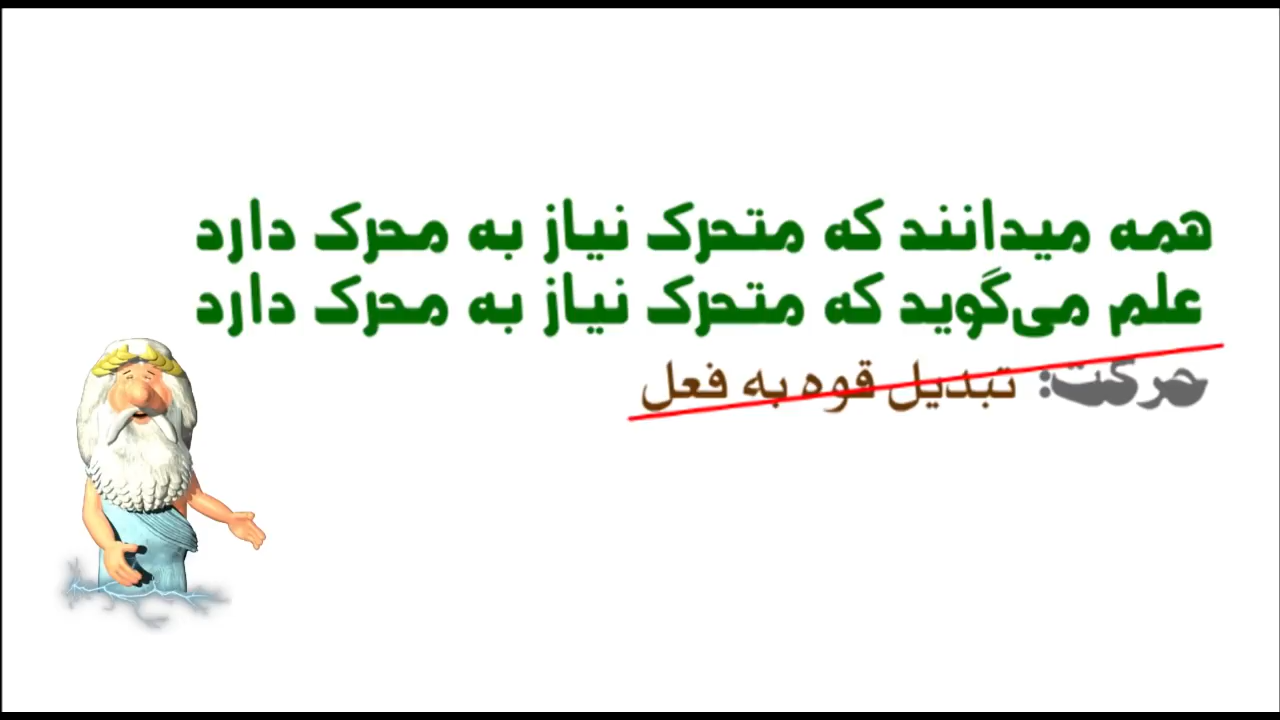 همه میدانند که متحرک نیاز به محرک دارد
علم می‌گوید که متحرک نیاز به محرک دارد
حرکت: تبدیل قوه به فعل